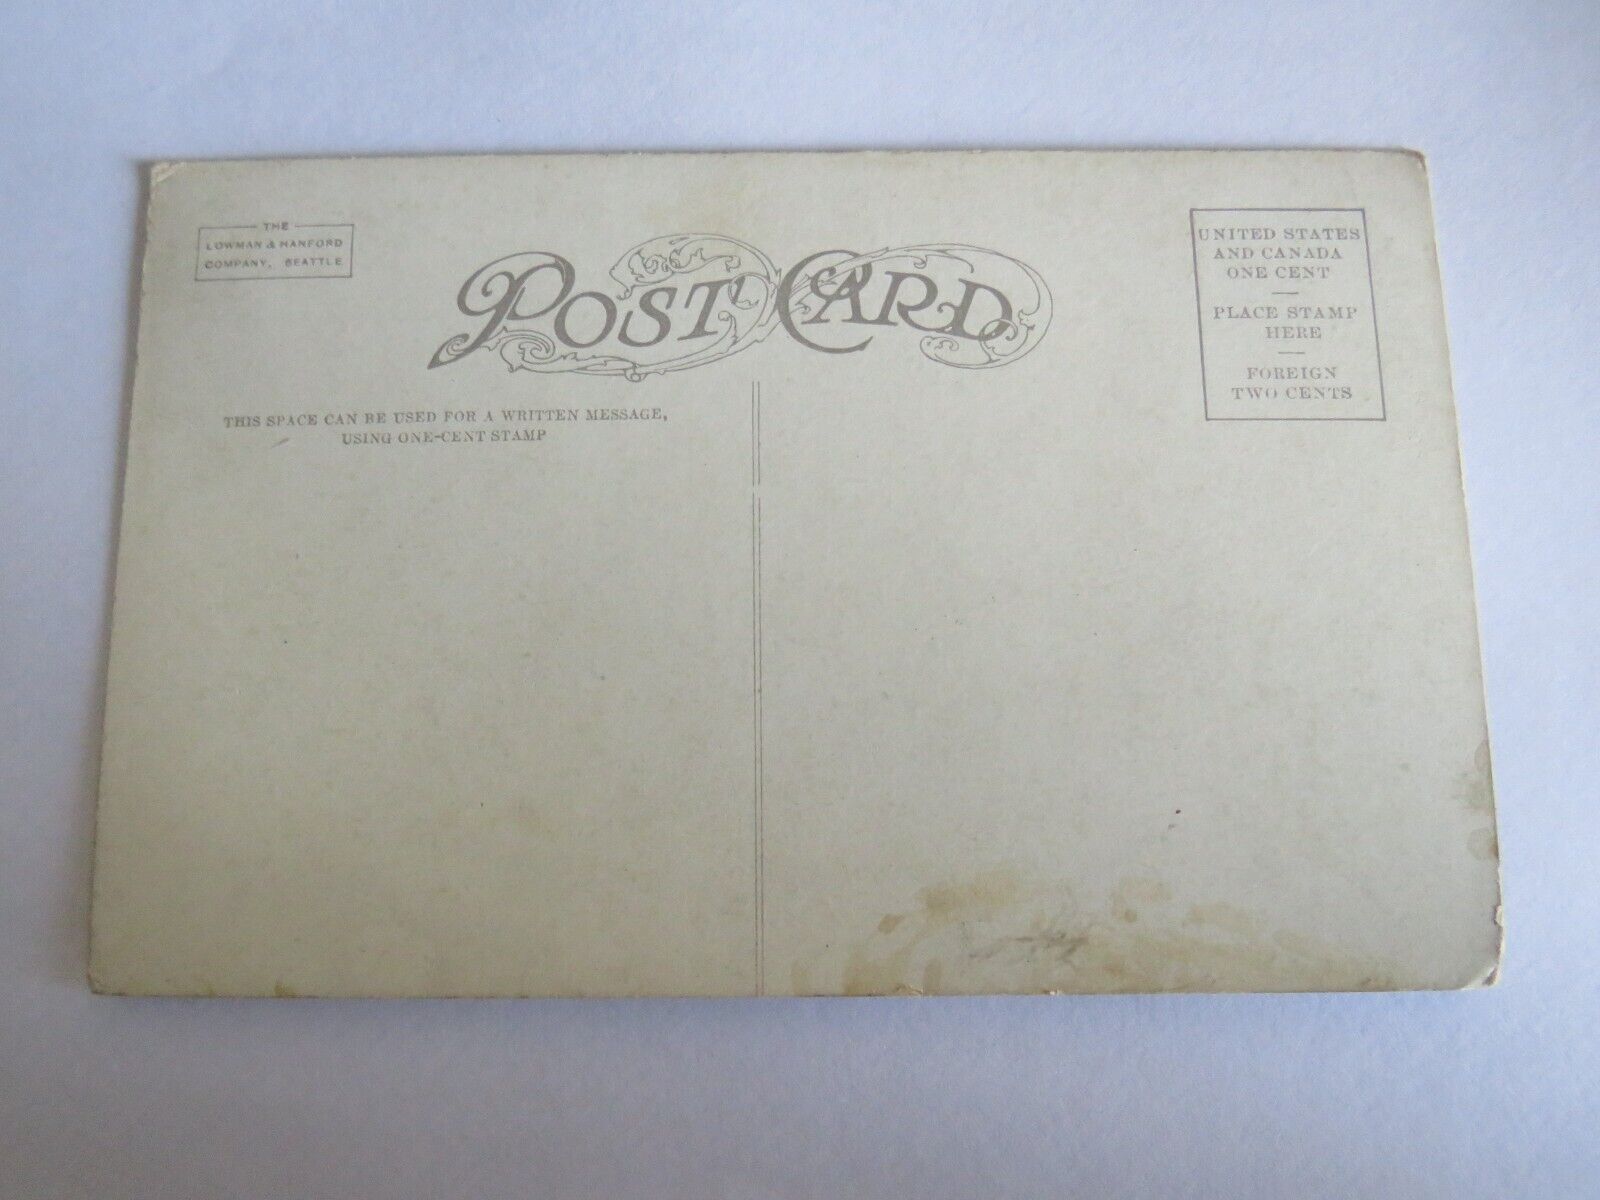 THE
LOWMAN & HANFORD
COMPANY, SEATTLE
POST CARD
UNITED STATES
AND CANADA
ONE CENT
PLACE STAMP
HERE
FOREIGN
TWO CENTS
THIS SPACE CAN BE USED FOR A WRITTEN MESSAGE,
USING ONE-CENT STAMP